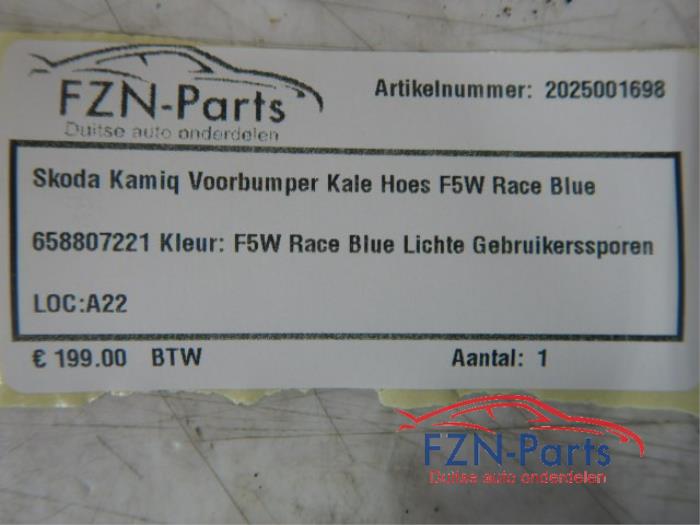 FZN-Parts
Duitse auto onderdelen
Artikelnummer: 2025001698
Skoda Kamiq Voorbumper Kale Hoes F5W Race Blue
658807221 Kleur: F5W Race Blue Lichte Gebruikerssporen
LOC:A22
€ 199.00 BTW
Aantal: 1
FZN-Parts
Duitse auto onderdelen